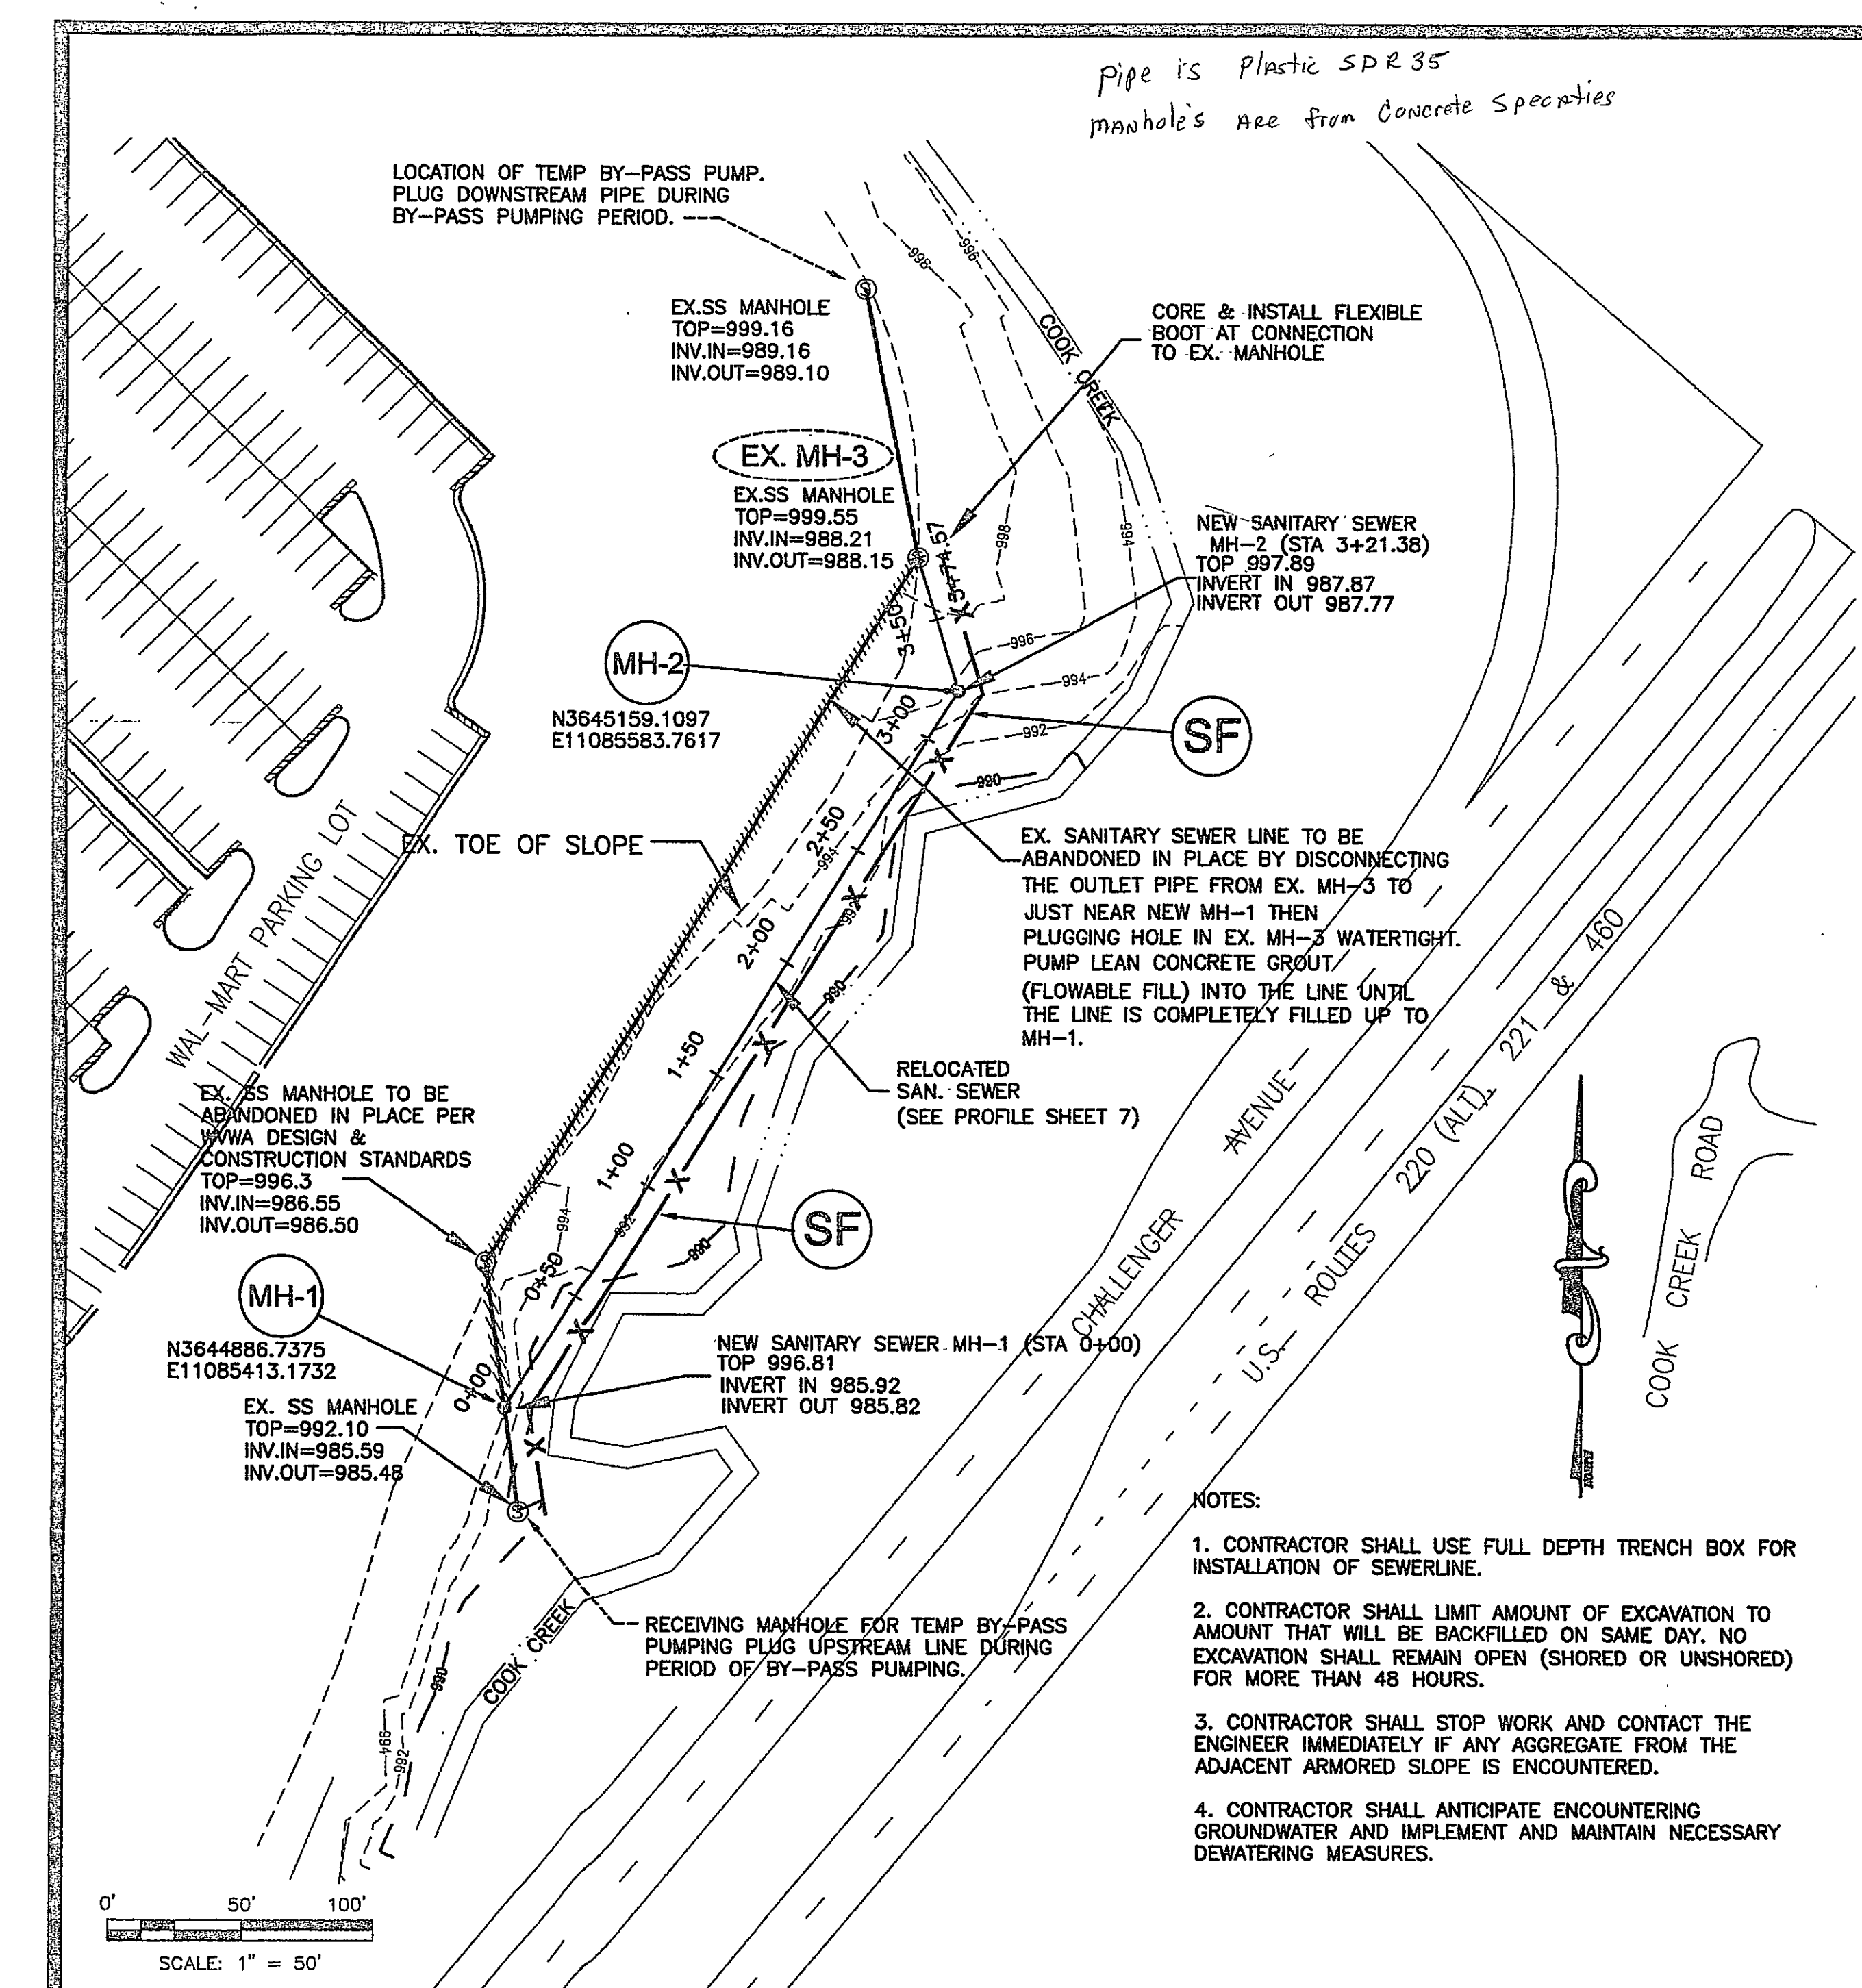 Pipe is Plastic SDR 35
Manhole's Are from Concrete Specaties
LOCATION OF TEMP BY-PASS PUMP.
PLUG DOWNSTREAM PIPE DURING
BY-PASS PUMPING PERIOD.
EX.SS MANHOLE
TOP=999.16
INV.IN=989.16
INV.OUT=989.10
998
996
COOK CREEK
CORE & INSTALL FLEXIBLE
BOOT AT CONNECTION
TO EX. MANHOLE
EX. MH-3
EX.SS MANHOLE
TOP=999.55
INV.IN=988.21
INV.OUT=988.15
998
994
NEW SANITARY SEWER
MH-2 (STA 3+21.38)
TOP 997.89
INVERT IN 987.87
INVERT OUT 987.77
3+74.57
3+50
996
994
992
990
MH-2
N3645159.1097
E11085583.7617
SF
3+00
2+50
994
992
EX. TOE OF SLOPE
EX. SANITARY SEWER LINE TO BE
ABANDONED IN PLACE BY DISCONNECTING
THE OUTLET PIPE FROM EX. MH-3 TO
JUST NEAR NEW MH-1 THEN
PLUGGING HOLE IN EX. MH-3 WATERTIGHT.
PUMP LEAN CONCRETE GROUT
(FLOWABLE FILL) INTO THE LINE UNTIL
THE LINE IS COMPLETELY FILLED UP TO
MH-1.
WAL-MART PARKING LOT
2+00
990
1+50
RELOCATED
SAN. SEWER
(SEE PROFILE SHEET 7)
EX. SS MANHOLE TO BE
ABANDONED IN PLACE PER
WVWA DESIGN &
CONSTRUCTION STANDARDS
TOP=996.3
INV.IN=986.55
INV.OUT=986.50
1+00
994
992
990
SF
0+50
MH-1
N3644886.7375
E11085413.1732
0+00
NEW SANITARY SEWER MH-1 (STA 0+00)
TOP 996.81
INVERT IN 985.92
INVERT OUT 985.82
EX. SS MANHOLE
TOP=992.10
INV.IN=985.59
INV.OUT=985.48
CHALLENGER AVENUE
U.S. ROUTES 220 (ALT). 221 & 460
COOK CREEK ROAD
NORTH
RECEIVING MANHOLE FOR TEMP BY-PASS
PUMPING PLUG UPSTREAM LINE DURING
PERIOD OF BY-PASS PUMPING.
COOK CREEK
990
994
992
NOTES:
1. CONTRACTOR SHALL USE FULL DEPTH TRENCH BOX FOR
INSTALLATION OF SEWERLINE.
2. CONTRACTOR SHALL LIMIT AMOUNT OF EXCAVATION TO
AMOUNT THAT WILL BE BACKFILLED ON SAME DAY. NO
EXCAVATION SHALL REMAIN OPEN (SHORED OR UNSHORED)
FOR MORE THAN 48 HOURS.
3. CONTRACTOR SHALL STOP WORK AND CONTACT THE
ENGINEER IMMEDIATELY IF ANY AGGREGATE FROM THE
ADJACENT ARMORED SLOPE IS ENCOUNTERED.
4. CONTRACTOR SHALL ANTICIPATE ENCOUNTERING
GROUNDWATER AND IMPLEMENT AND MAINTAIN NECESSARY
DEWATERING MEASURES.
0' 50' 100'
SCALE: 1" = 50'